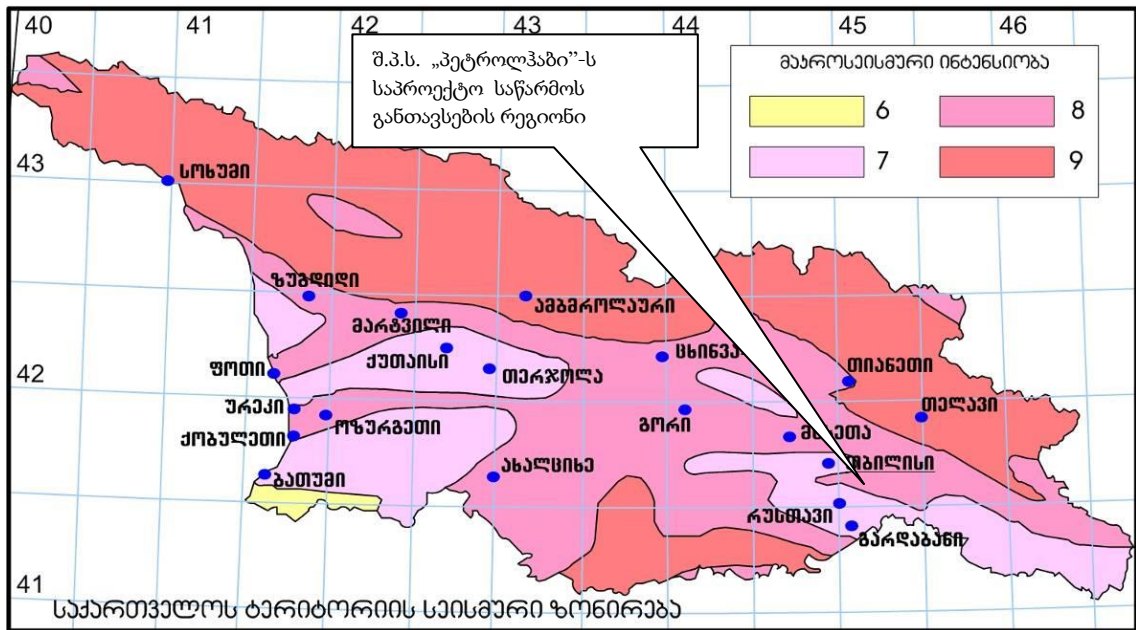 40 41 42 43 44 45 46
შ.პ.ს. „პეტროლჰაბი”-ს
საპროექტო საწარმოს
განთავსების რეგიონი
მაკროსეისმური ინტენსიობა
6 8
7 9
43
სოხუმი
ზუგდიდი
ამბმროლაური
მარტვილი
ქუთაისი
ცხინვა
ფოთი
თერჯოლა
თიანეთი
42
ურეკი
თელავი
ოზურგეთი
გორი
ქობულეთი
ახალციხე
ბათუმი
რუსთავი
გარდაბანი
41
საქართველოს ტერიტორიის სეისმური ზონირება